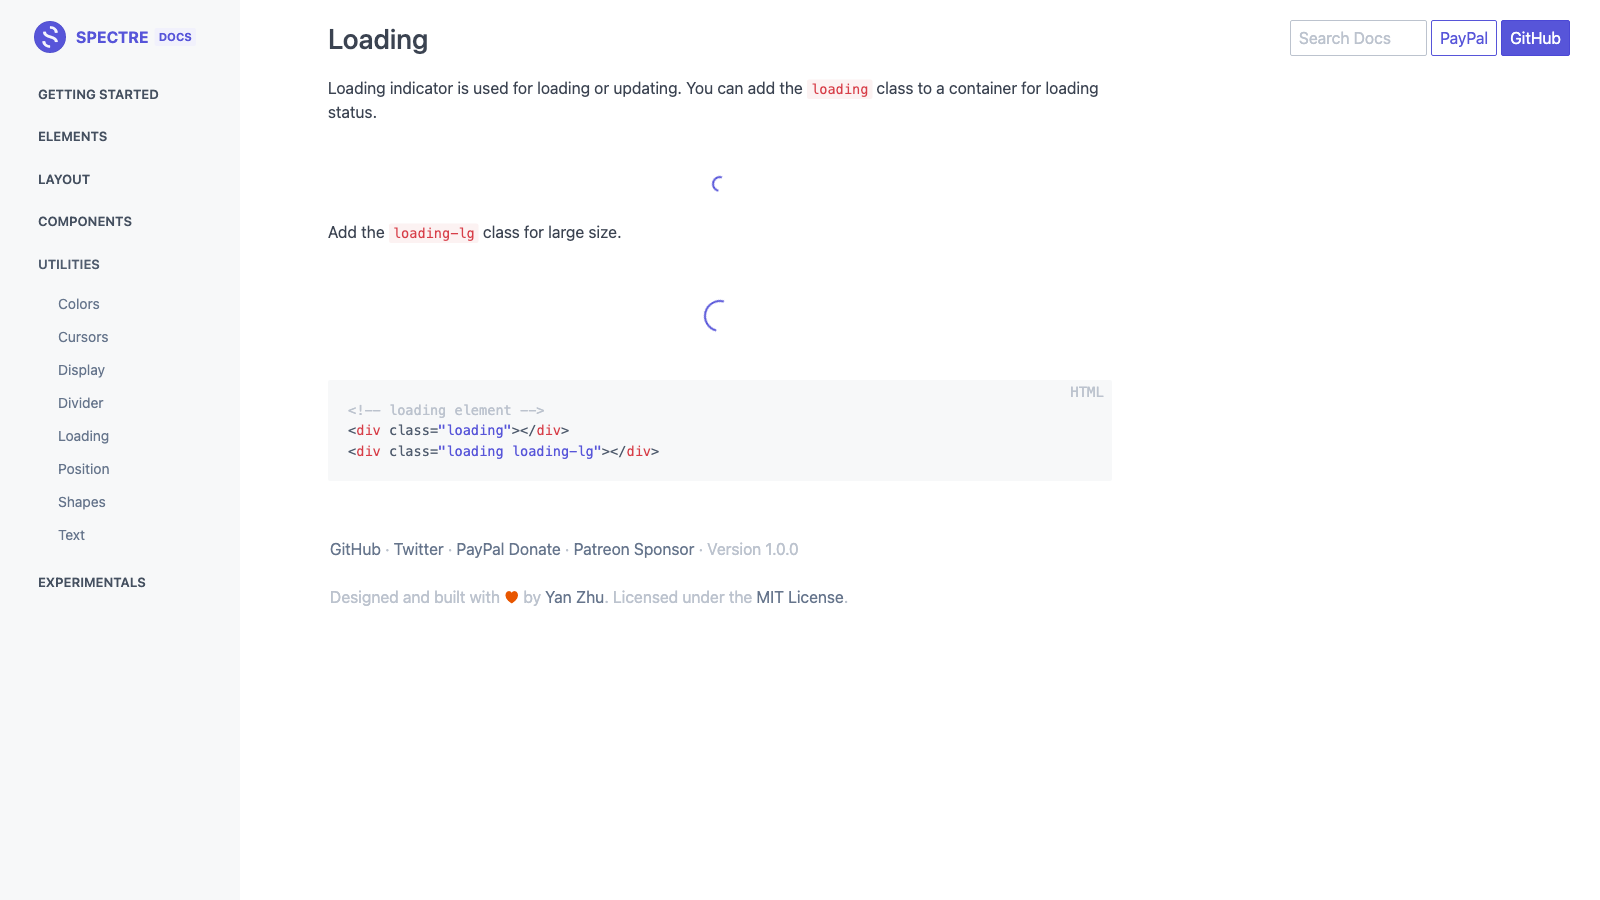 SPECTRE DOCS
GETTING STARTED
ELEMENTS
LAYOUT
COMPONENTS
UTILITIES
Colors
Cursors
Display
Divider
Loading
Position
Shapes
Text
EXPERIMENTALS
Search Docs PayPal GitHub
Loading
Loading indicator is used for loading or updating. You can add the loading class to a container for loading
status.
Add the loading-lg class for large size.
HTML
<!-- loading element -->
<div class="loading"></div>
<div class="loading loading-lg"></div>
GitHub · Twitter · PayPal Donate · Patreon Sponsor · Version 1.0.0
Designed and built with ♥ by Yan Zhu. Licensed under the MIT License.